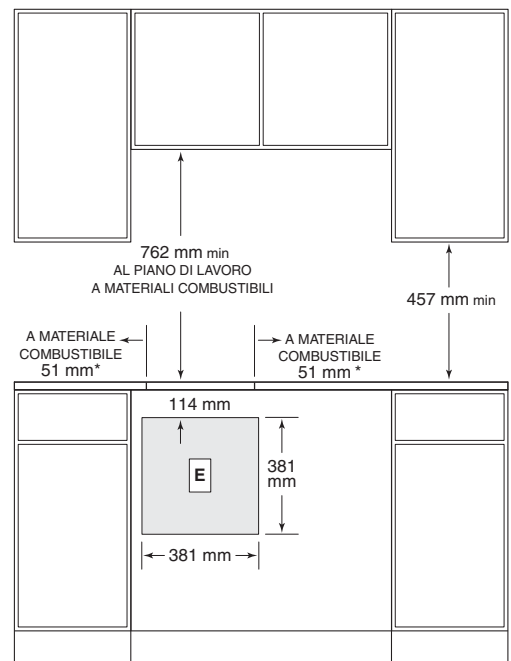 762 mm min
AL PIANO DI LAVORO
A MATERIALI COMBUSTIBILI
457 mm min
A MATERIALE
COMBUSTIBILE
51 mm*
A MATERIALE
COMBUSTIBILE
51 mm *
114 mm
E
381
mm
381 mm